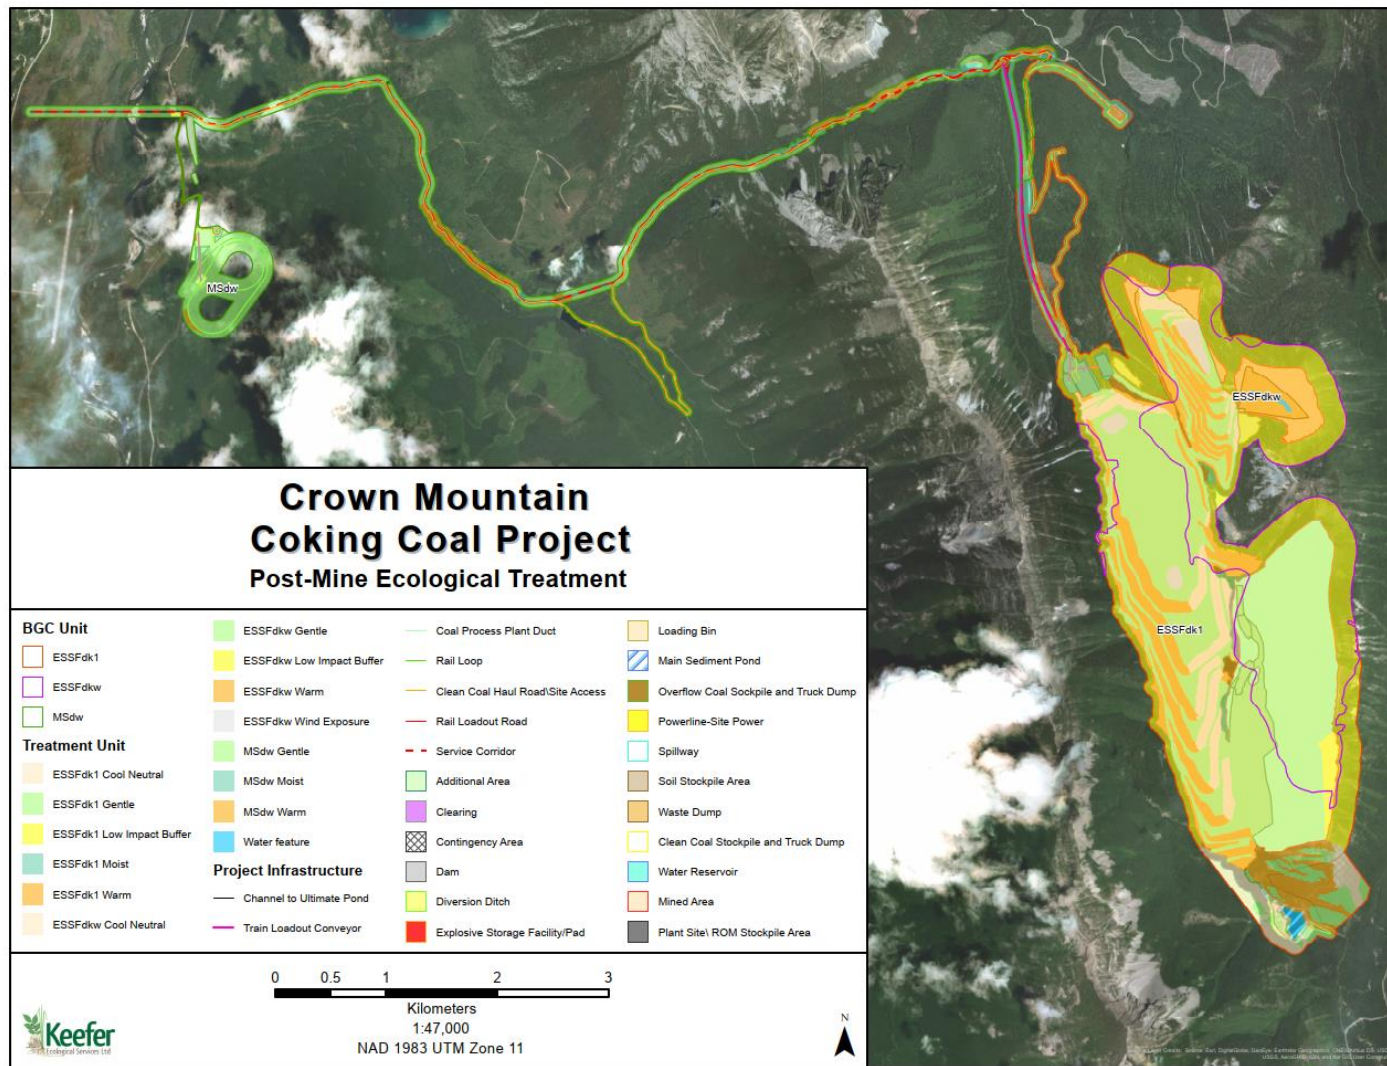 MSdw
ESSFdkw
ESSFdk1
Crown Mountain
Coking Coal Project
Post-Mine Ecological Treatment
BGC Unit
ESSFdk1
ESSFdkw
MSdw
Treatment Unit
ESSFdk1 Cool Neutral
ESSFdk1 Gentle
ESSFdk1 Low Impact Buffer
ESSFdk1 Moist
ESSFdk1 Warm
ESSFdkw Cool Neutral
ESSFdkw Gentle
ESSFdkw Low Impact Buffer
ESSFdkw Warm
ESSFdkw Wind Exposure
MSdw Gentle
MSdw Moist
MSdw Warm
Water feature
Project Infrastructure
Channel to Ultimate Pond
Train Loadout Conveyor
Coal Process Plant Duct
Rail Loop
Clean Coal Haul Road\Site Access
Rail Loadout Road
Service Corridor
Additional Area
Clearing
Contingency Area
Dam
Diversion Ditch
Explosive Storage Facility/Pad
Loading Bin
Main Sediment Pond
Overflow Coal Sockpile and Truck Dump
Powerline-Site Power
Spillway
Soil Stockpile Area
Waste Dump
Clean Coal Stockpile and Truck Dump
Water Reservoir
Mined Area
Plant Site\ ROM Stockpile Area
0 0.5 1 2 3
Kilometers
1:47,000
NAD 1983 UTM Zone 11
Keefer
Ecological Services Ltd
N